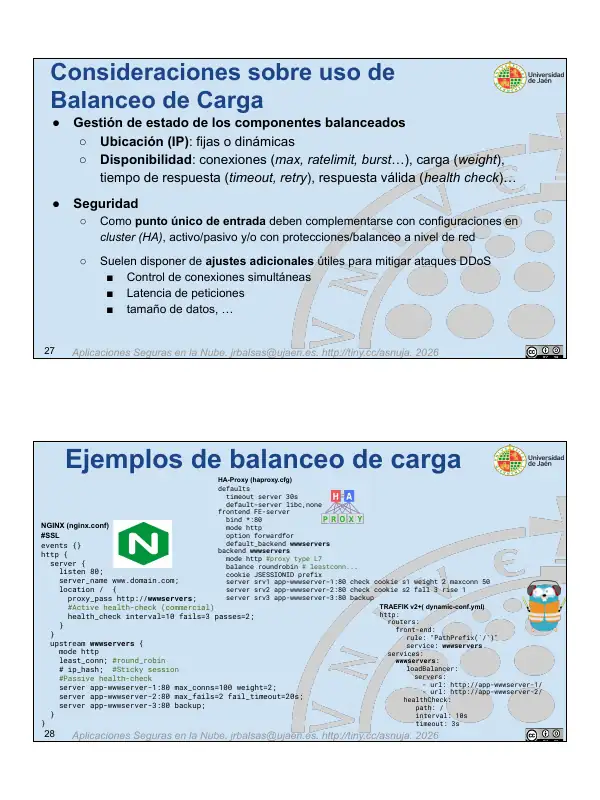 Consideraciones sobre uso de
Balanceo de Carga
Universidad
de Jaén
● Gestión de estado de los componentes balanceados
○ Ubicación (IP): fijas o dinámicas
○ Disponibilidad: conexiones (max, ratelimit, burst…), carga (weight),
tiempo de respuesta (timeout, retry), respuesta válida (health check)…
● Seguridad
○ Como punto único de entrada deben complementarse con configuraciones en
cluster (HA), activo/pasivo y/o con protecciones/balanceo a nivel de red
○ Suelen disponer de ajustes adicionales útiles para mitigar ataques DDoS
■ Control de conexiones simultáneas
■ Latencia de peticiones
■ tamaño de datos, …
27 Aplicaciones Seguras en la Nube. jrbalsas@ujaen.es. http://tiny.cc/asnuja. 2026
Ejemplos de balanceo de carga
Universidad
de Jaén
NGINX (nginx.conf)
#SSL
events {}
http {
server {
listen 80;
server_name www.domain.com;
location / {
proxy_pass http://wwwservers;
#Active health-check (commercial)
health_check interval=10 fails=3 passes=2;
}
}
upstream wwwservers {
mode http
least_conn; #round_robin
# ip_hash; #Sticky session
#Passive health-check
server app-wwwserver-1:80 max_conns=100 weight=2;
server app-wwwserver-2:80 max_fails=2 fail_timeout=20s;
server app-wwwserver-3:80 backup;
}
}
HA-Proxy (haproxy.cfg)
defaults
timeout server 30s
default-server libc,none
frontend FE-server
bind *:80
mode http
option forwardfor
default_backend wwwservers
backend wwwservers
mode http #proxy type L7
balance roundrobin # leastconn...
cookie JSESSIONID prefix
server srv1 app-wwwserver-1:80 check cookie s1 weight 2 maxconn 50
server srv2 app-wwwserver-2:80 check cookie s2 fall 3 rise 1
server srv3 app-wwwserver-3:80 backup
HA
PROXY
TRAEFIK v2+( dynamic-conf.yml)
http:
routers:
front-end:
rule: "PathPrefix(`/`)"
service: wwwservers
services:
wwwservers:
loadBalancer:
servers:
- url: http://app-wwwserver-1/
- url: http://app-wwwserver-2/
healthCheck:
path: /
interval: 10s
timeout: 3s
28 Aplicaciones Seguras en la Nube. jrbalsas@ujaen.es. http://tiny.cc/asnuja. 2026